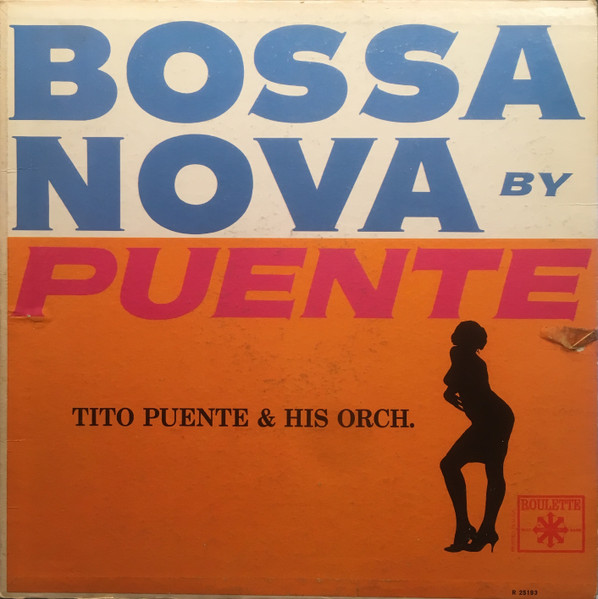 BOSSA
NOVA BY
PUENTE
TITO PUENTE & HIS ORCH.
ROULETTE
R 25193